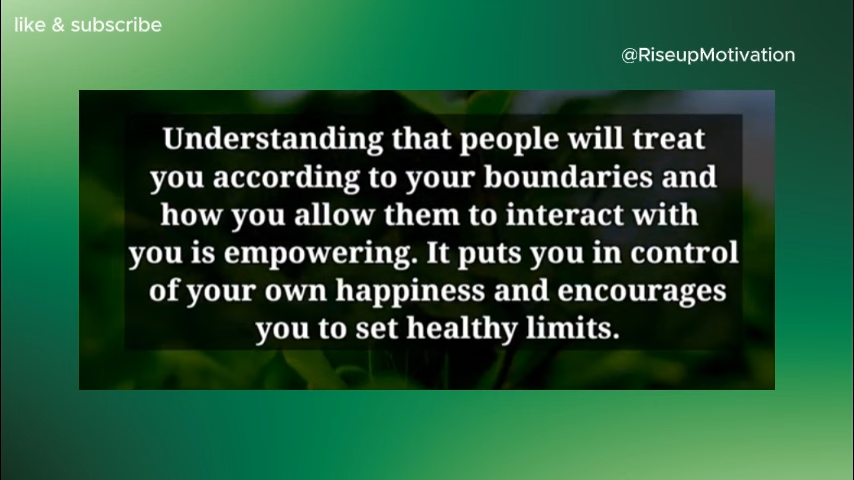 like & subscribe
@RiseupMotivation
Understanding that people will treat
you according to your boundaries and
how you allow them to interact with
you is empowering. It puts you in control
of your own happiness and encourages
you to set healthy limits.